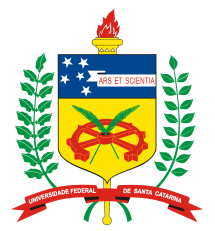 ARS ET SCIENTIA
UNIVERSIDADE FEDERAL DE SANTA CATARINA